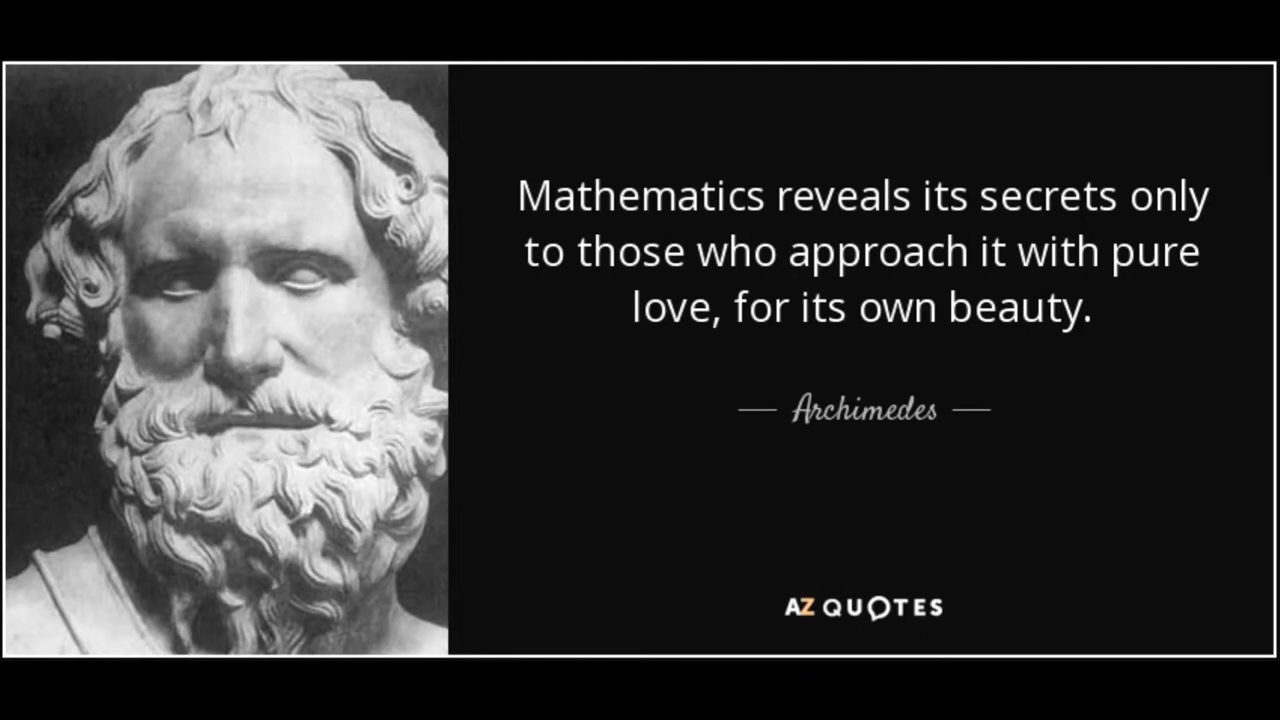 Mathematics reveals its secrets only
to those who approach it with pure
love, for its own beauty.
Archimedes
AZ QUOTES